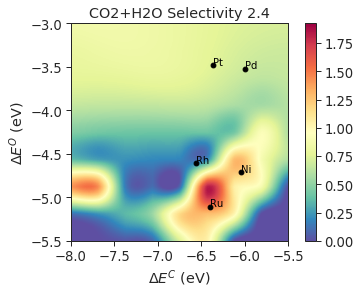 CO2+H2O Selectivity 2.4
ΔE^O (eV)
−3.0
−3.5
−4.0
−4.5
−5.0
−5.5
Pt
Pd
Rh
Ni
Ru
−8.0 −7.5 −7.0 −6.5 −6.0 −5.5
ΔE^C (eV)
1.75
1.50
1.25
1.00
0.75
0.50
0.25
0.00